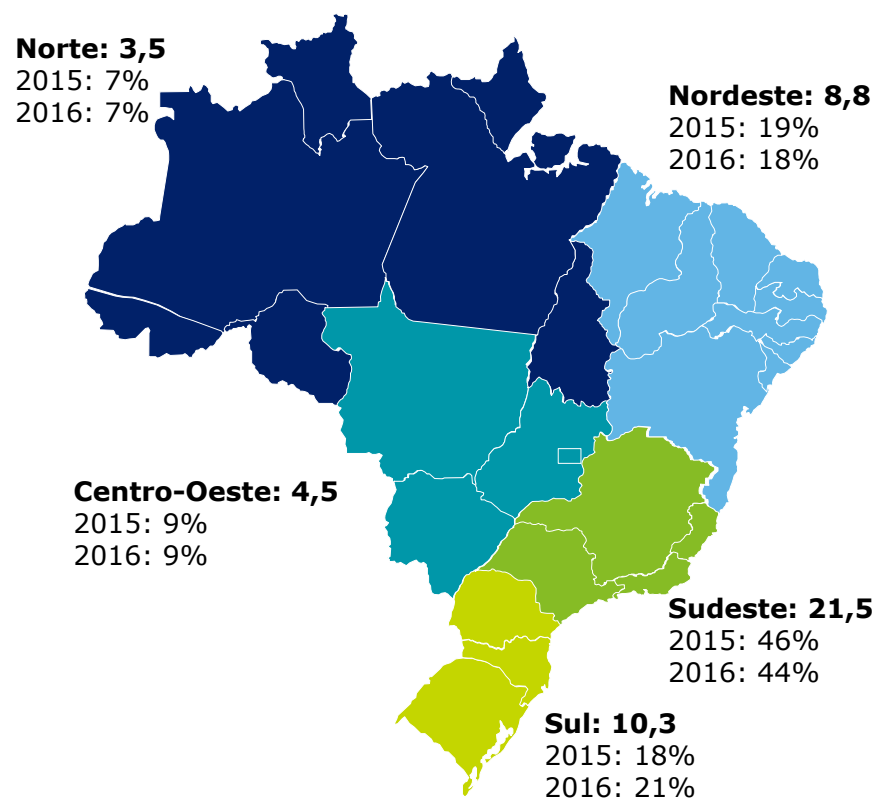 Norte: 3,5
2015: 7%
2016: 7%
Nordeste: 8,8
2015: 19%
2016: 18%
Centro-Oeste: 4,5
2015: 9%
2016: 9%
Sudeste: 21,5
2015: 46%
2016: 44%
Sul: 10,3
2015: 18%
2016: 21%